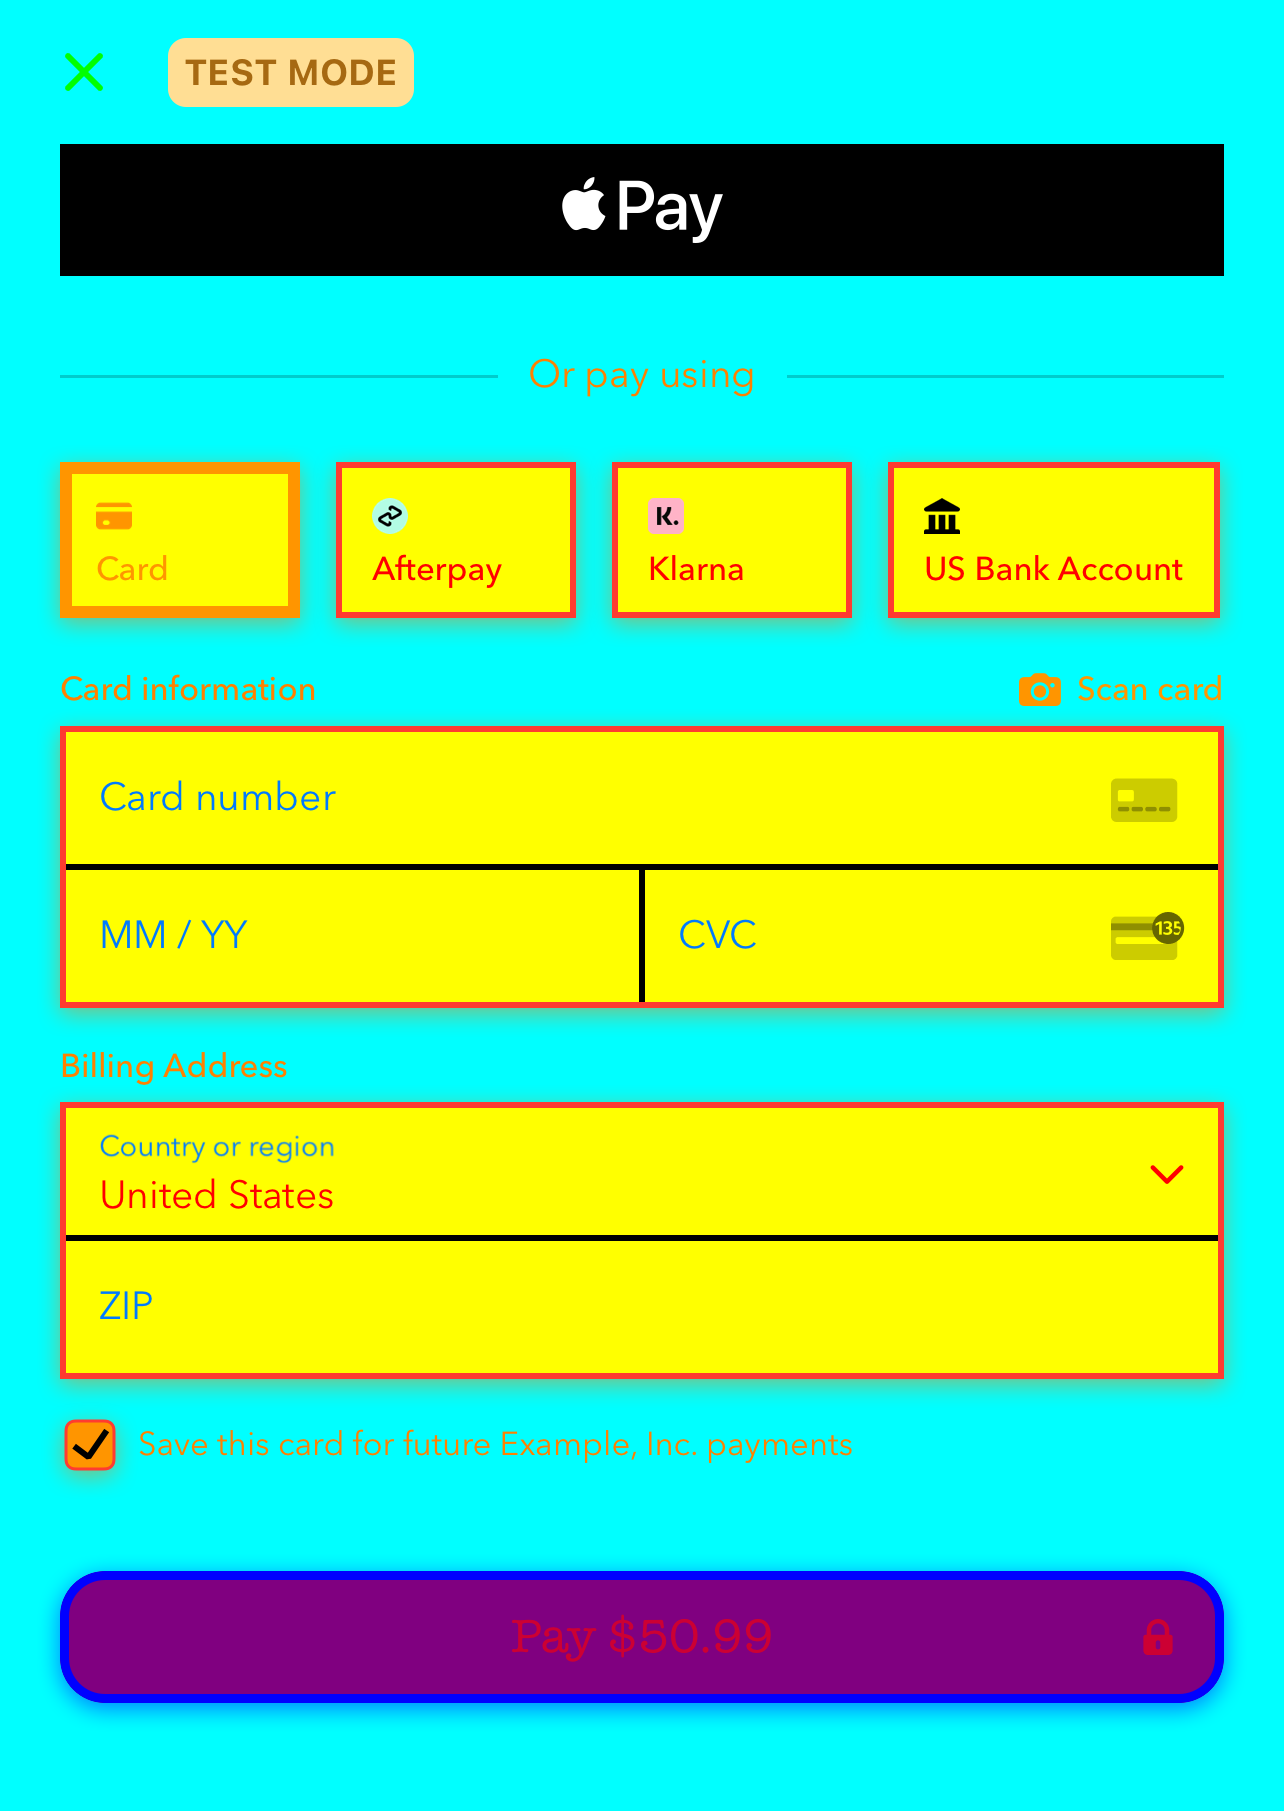 TEST MODE
Pay
Or pay using
Card
Afterpay
K.
Klarna
US Bank Account
Card information
Scan card
Card number
MM / YY
CVC
135
Billing Address
Country or region
United States
ZIP
Save this card for future Example, Inc. payments
Pay $50.99